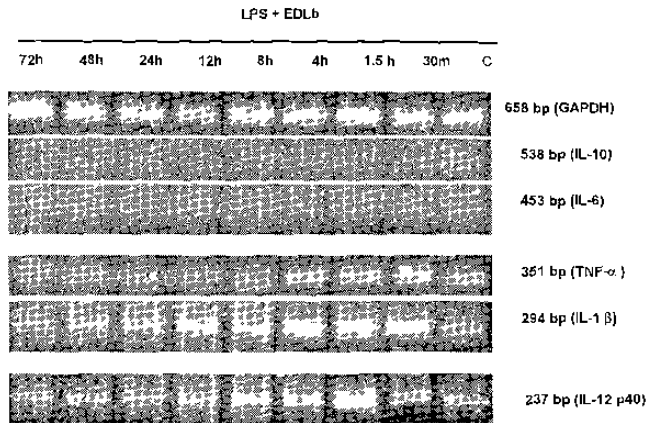 LPS + EDLb
72h 48h 24h 12h 8h 4h 1.5 h 30m C
658 bp (GAPDH)
538 bp (IL-10)
453 bp (IL-6)
351 bp (TNF-α )
294 bp (IL-1 β)
237 bp (IL-12 p40)